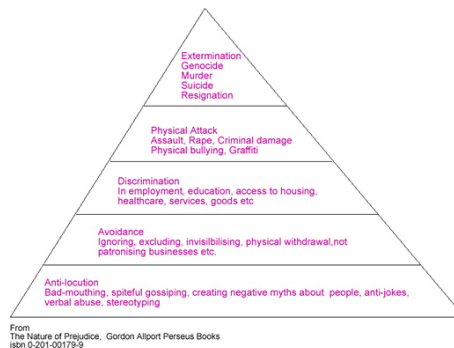 Extermination
Genocide
Murder
Suicide
Resignation
Physical Attack
Assault, Rape, Criminal damage
Physical bullying, Graffiti
Discrimination
In employment, education, access to housing,
healthcare, services, goods etc
Avoidance
Ignoring, excluding, invisilbilising, physical withdrawal,not
patronising businesses etc.
Anti-locution
Bad-mouthing, spiteful gossiping, creating negative myths about people, anti-jokes,
verbal abuse, stereotyping
From
The Nature of Prejudice, Gordon Allport Perseus Books
isbn 0-201-00179-9